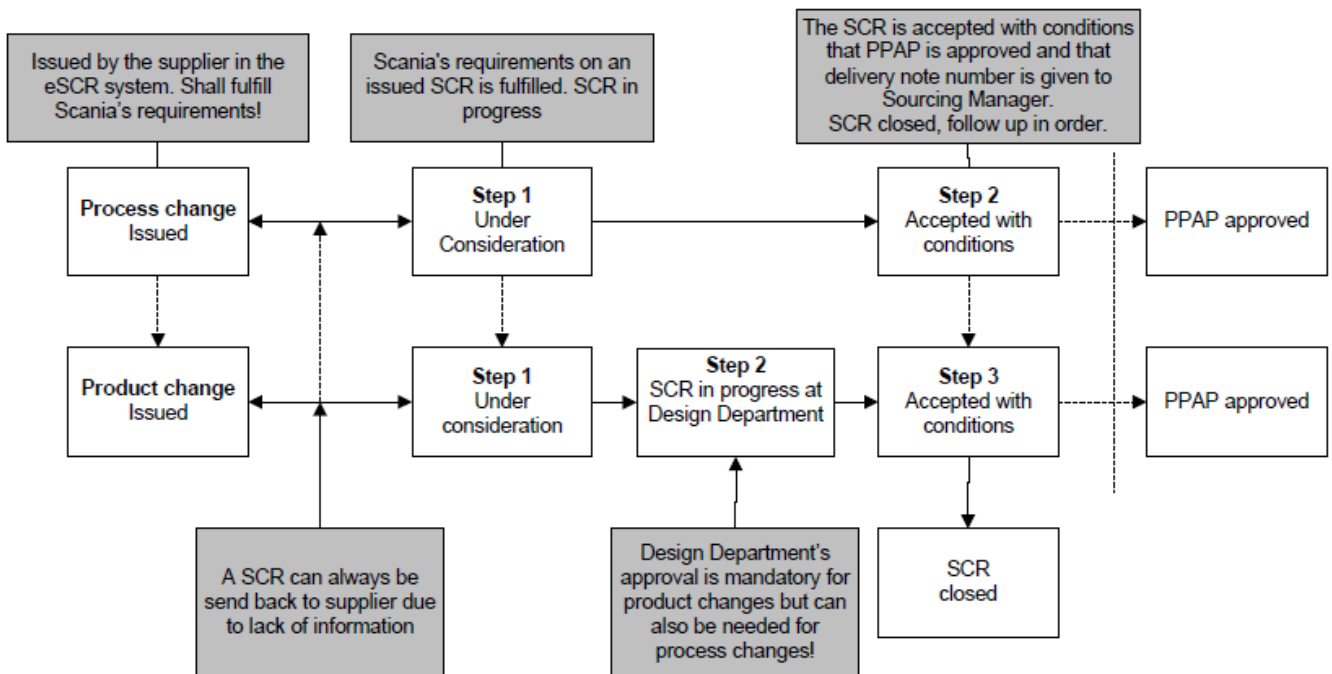 Issued by the supplier in the
eSCR system. Shall fulfill
Scania's requirements!
Scania's requirements on an
issued SCR is fulfilled. SCR in
progress
The SCR is accepted with conditions
that PPAP is approved and that
delivery note number is given to
Sourcing Manager.
SCR closed, follow up in order.
Process change
Issued
Step 1
Under
Consideration
Step 2
Accepted with
conditions
PPAP approved
Product change
Issued
Step 1
Under
consideration
Step 2
SCR in progress at
Design Department
Step 3
Accepted with
conditions
PPAP approved
A SCR can always be
send back to supplier due
to lack of information
Design Department's
approval is mandatory for
product changes but can
also be needed for
process changes!
SCR
closed